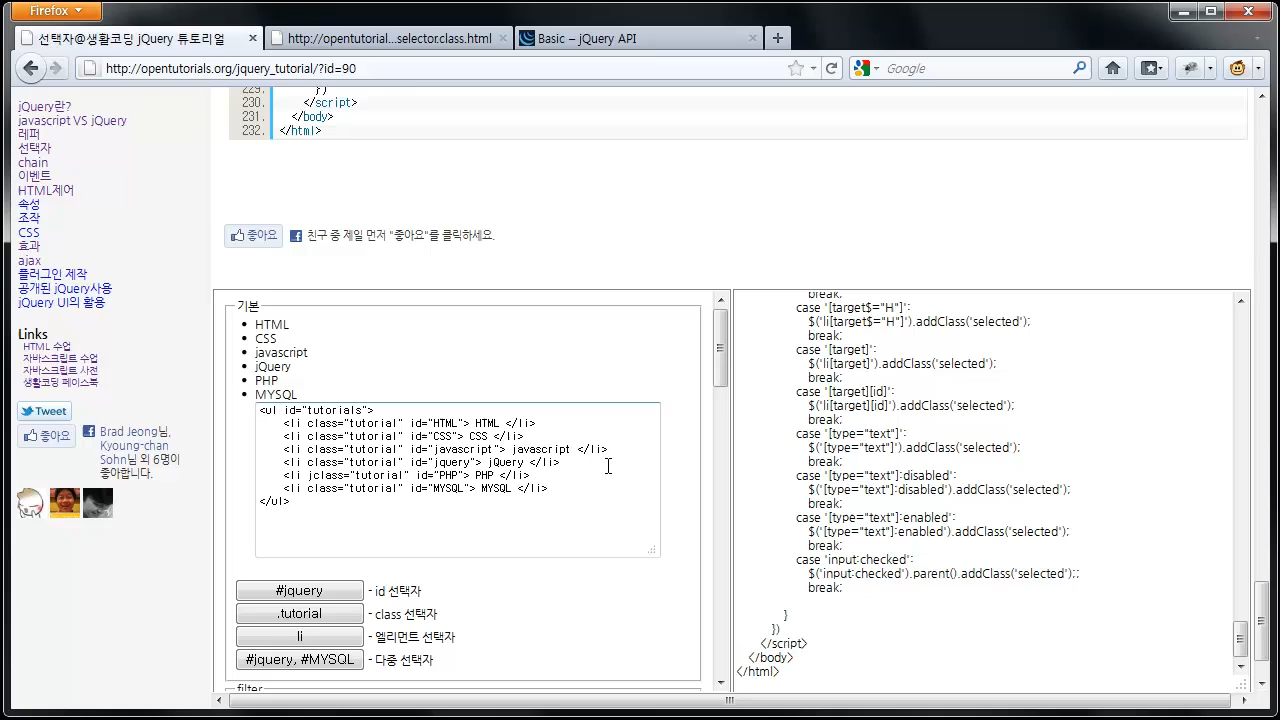 Firefox
선택자@생활코딩 jQuery 튜토리얼
http://opentutorial...selector.class.html
Basic – jQuery API
http://opentutorials.org/jquery_tutorial/?id=90
Google
jQuery란?
javascript VS jQuery
레퍼
선택자
chain
이벤트
HTML제어
속성
조작
CSS
효과
ajax
플러그인 제작
공개된 jQuery사용
jQuery UI의 활용
Links
HTML 수업
자바스크립트 수업
자바스크립트 사전
생활코딩 페이스북
Tweet
좋아요
Brad Jeong님,
Kyoung-chan
Sohn님 외 6명이
좋아합니다.
229. })
230. </script>
231. </body>
232. </html>
좋아요
친구 중 제일 먼저 "좋아요"를 클릭하세요.
기본
HTML
CSS
javascript
jQuery
PHP
MYSQL
<ul id="tutorials">
<li class="tutorial" id="HTML"> HTML </li>
<li class="tutorial" id="CSS"> CSS </li>
<li class="tutorial" id="javascript"> javascript </li>
<li class="tutorial" id="jquery"> jQuery </li>
<li jclass="tutorial" id="PHP"> PHP </li>
<li class="tutorial" id="MYSQL"> MYSQL </li>
</ul>
#jquery - id 선택자
.tutorial - class 선택자
li - 엘리먼트 선택자
#jquery, #MYSQL - 다중 선택자
filter
break;
case '[target$="H"]':
$('li[target$="H"]').addClass('selected');
break;
case '[target]':
$('li[target]').addClass('selected');
break;
case '[target][id]':
$('li[target][id]').addClass('selected');
break;
case '[type="text"]':
$('[type="text"]').addClass('selected');
break;
case '[type="text"]:disabled':
$('[type="text"]:disabled').addClass('selected');
break;
case '[type="text"]:enabled':
$('[type="text"]:enabled').addClass('selected');
break;
case 'input:checked':
$('input:checked').parent().addClass('selected');;
break;
}
})
</script>
</body>
</html>